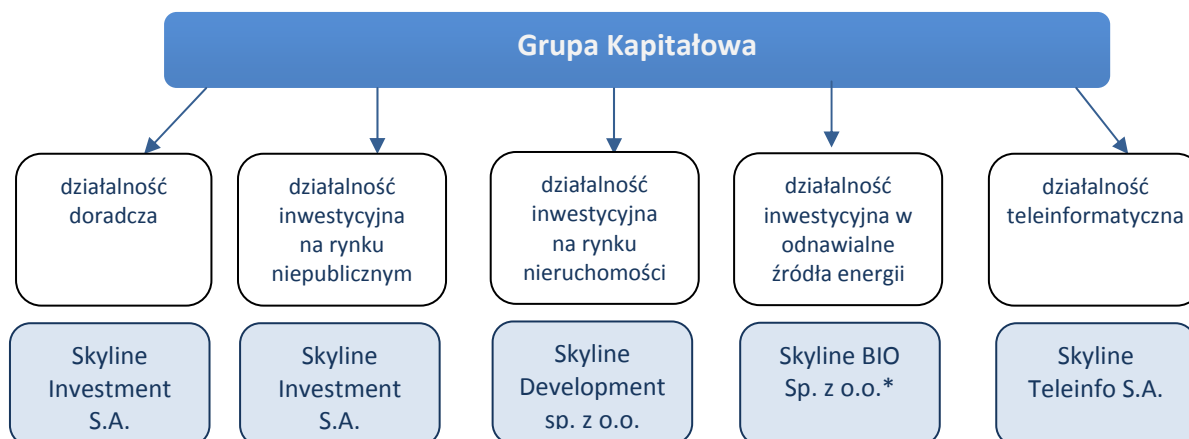 Grupa Kapitałowa
działalność
doradcza
działalność
inwestycyjna
na rynku
niepublicznym
działalność
inwestycyjna
na rynku
nieruchomości
działalność
inwestycyjna w
odnawialne
źródła energii
działalność
teleinformatyczna
Skyline
Investment
S.A.
Skyline
Investment
S.A.
Skyline
Development
sp. z o.o.
Skyline BIO
Sp. z o.o.*
Skyline
Teleinfo S.A.